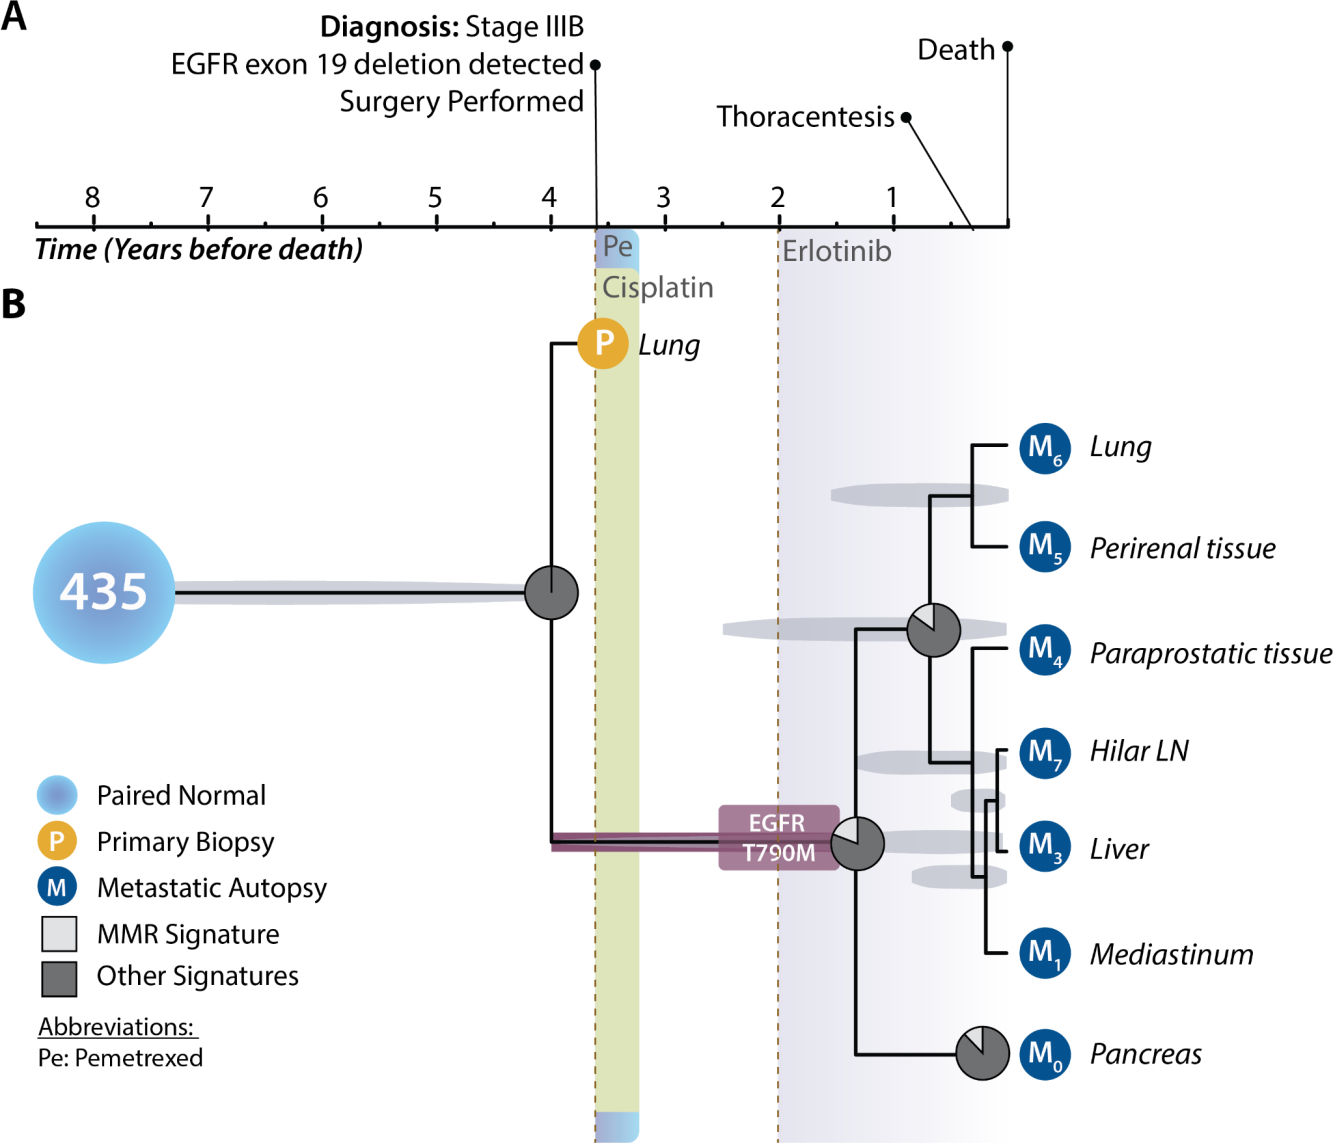 A
Diagnosis: Stage IIIB
EGFR exon 19 deletion detected
Surgery Performed
Death
Thoracentesis
8 7 6 5 4 3 2 1
Time (Years before death)
Pe
Erlotinib
Cisplatin
B
P Lung
M6 Lung
M5 Perirenal tissue
435
M4 Paraprostatic tissue
M7 Hilar LN
EGFR
T790M
M3 Liver
M1 Mediastinum
M0 Pancreas
Paired Normal
P Primary Biopsy
M Metastatic Autopsy
MMR Signature
Other Signatures
Abbreviations:
Pe: Pemetrexed